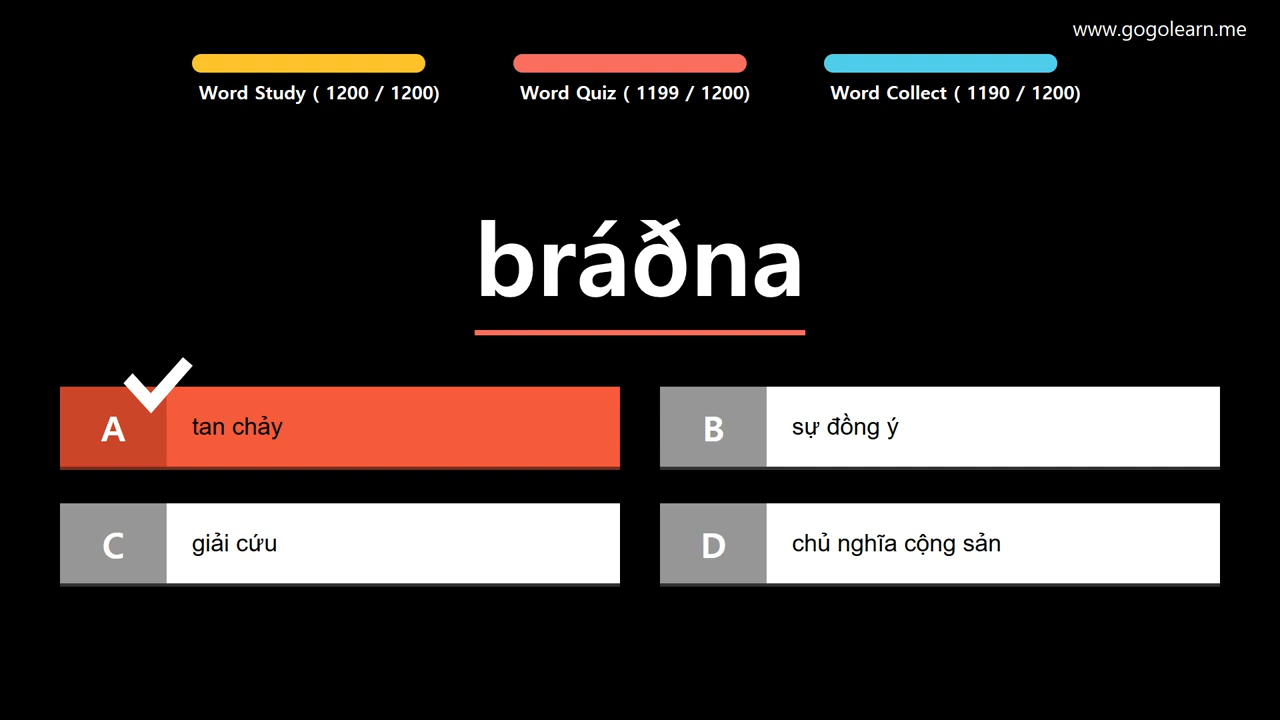 www.gogolearn.me
Word Study ( 1200 / 1200)
Word Quiz ( 1199 / 1200)
Word Collect ( 1190 / 1200)
bráðna
A
tan chảy
B
sự đồng ý
C
giải cứu
D
chủ nghĩa cộng sản